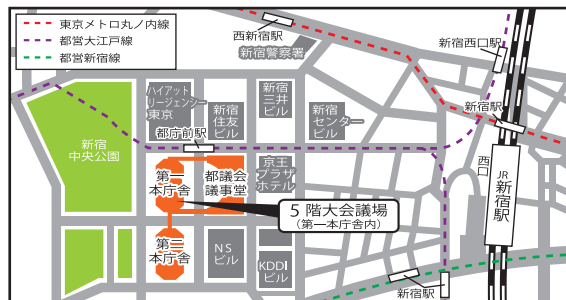 東京メトロ丸ノ内線
都営大江戸線
都営新宿線
西新宿駅
新宿警察署
新宿西口駅
ハイアット
リージェンシー
東京
新宿
住友
ビル
新宿
三井
ビル
新宿
センター
ビル
新宿駅
新宿
中央公園
都庁前駅
第一
本庁舎
都議会
議事堂
京王
プラザ
ホテル
西口
JR
新宿駅
5階大会議場
(第一本庁舎内)
第二
本庁舎
NS
ビル
KDDI
ビル
新宿駅